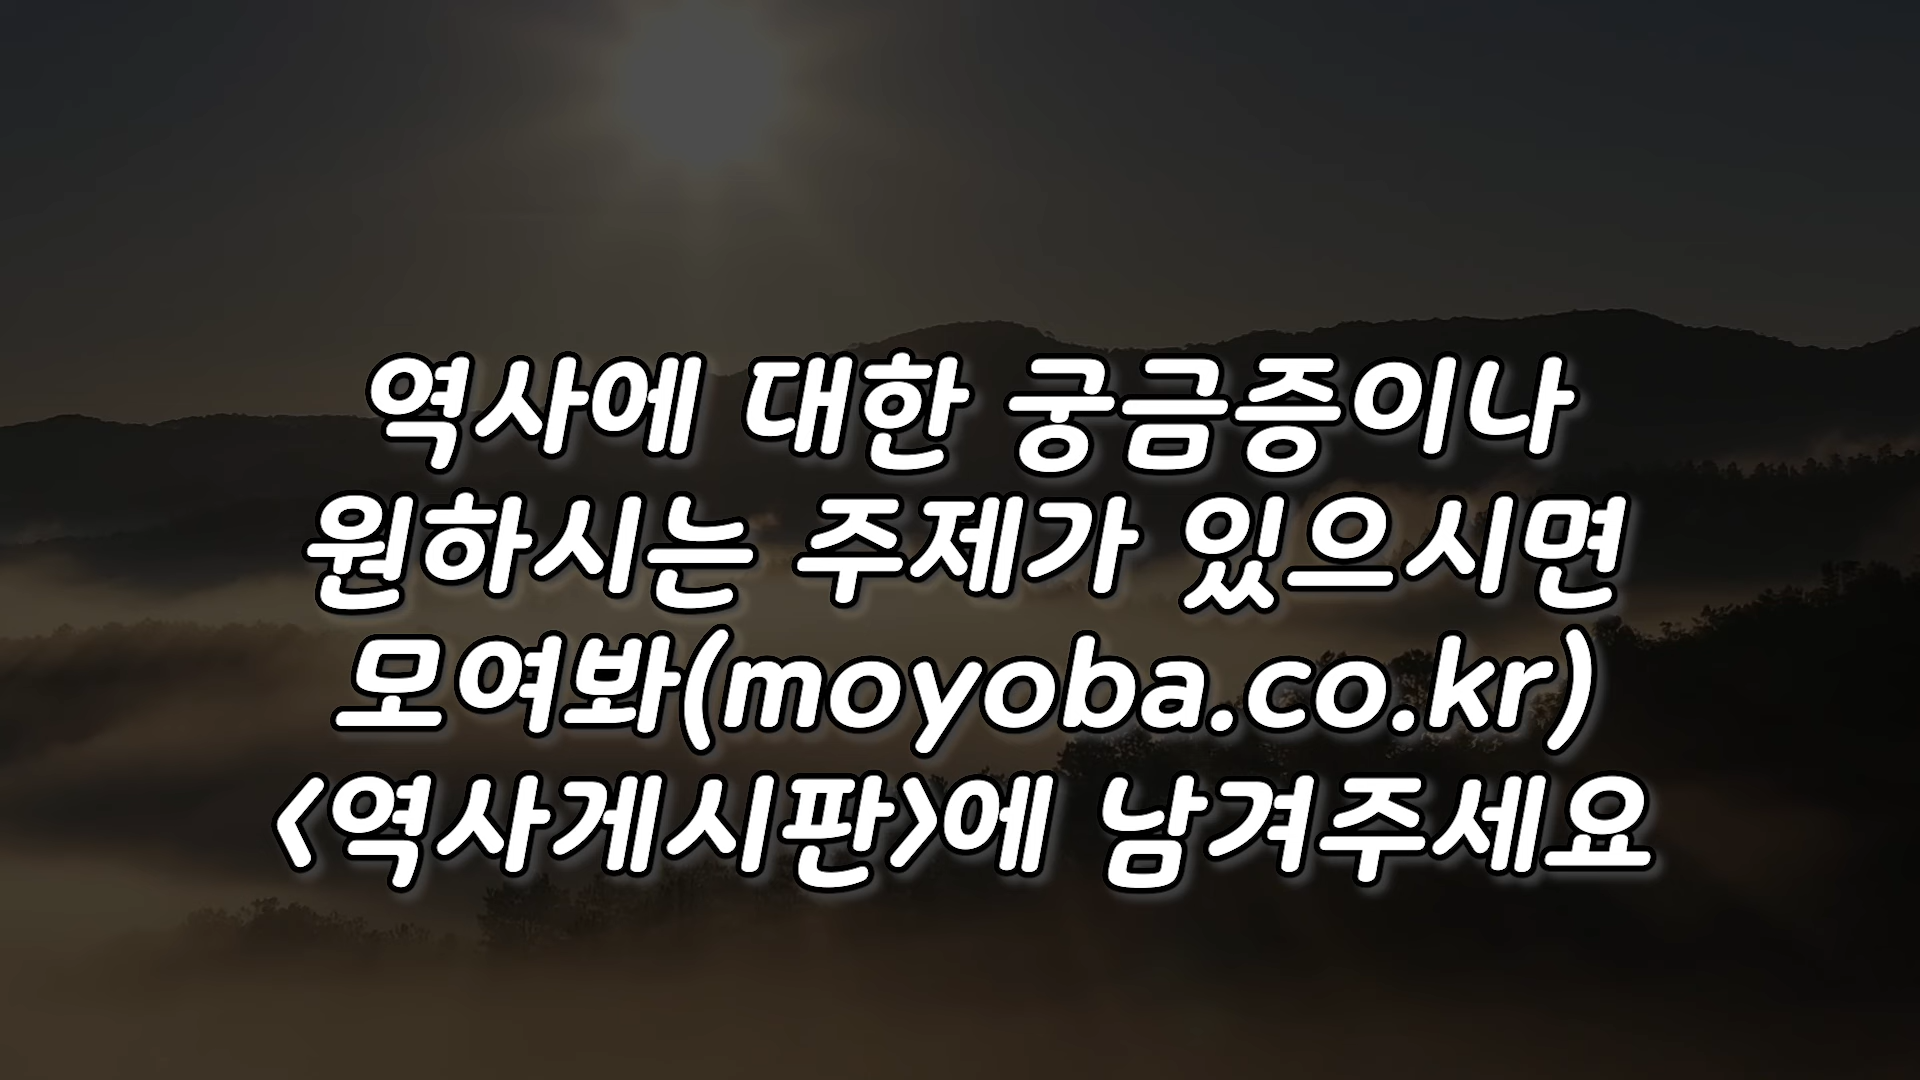 역사에 대한 궁금증이나
원하시는 주제가 있으시면
모여봐(moyoba.co.kr)
<역사게시판>에 남겨주세요